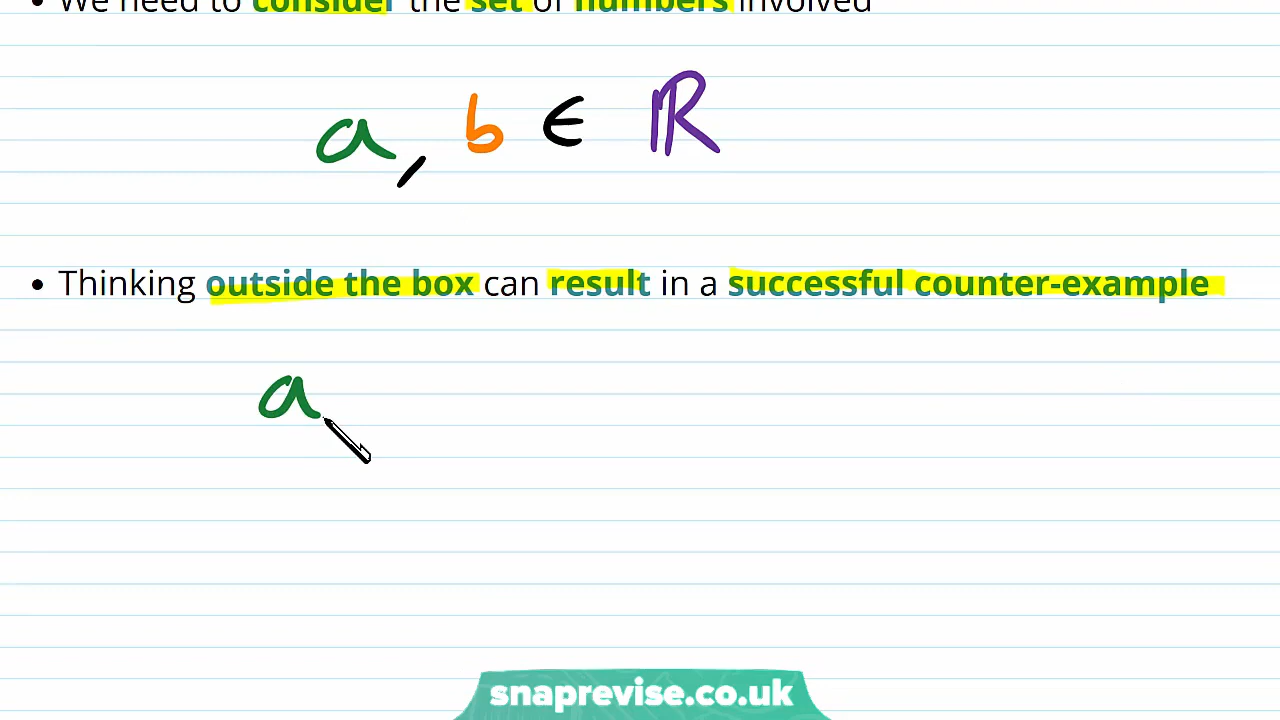 • We need to consider the set of numbers involved
a, b ∈ ℝ
• Thinking outside the box can result in a successful counter-example
a
snaprevise.co.uk